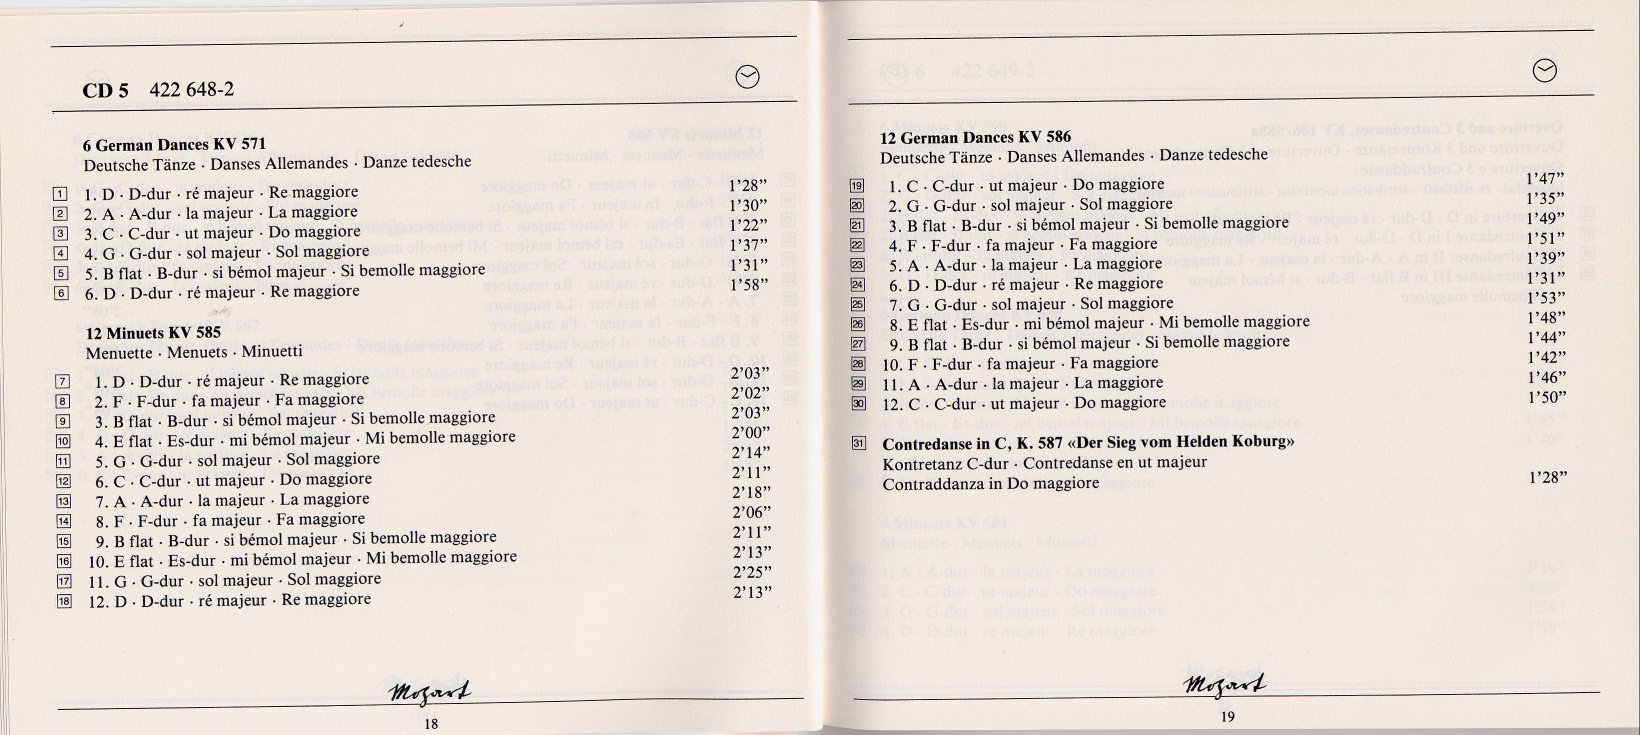 CD 5 422 648-2
6 German Dances KV 571
Deutsche Tänze · Danses Allemandes · Danze tedesche
1 1. D · D-dur · ré majeur · Re maggiore 1’28”
2 2. A · A-dur · la majeur · La maggiore 1’30”
3 3. C · C-dur · ut majeur · Do maggiore 1’22”
4 4. G · G-dur · sol majeur · Sol maggiore 1’37”
5 5. B flat · B-dur · si bémol majeur · Si bemolle maggiore 1’31”
6 6. D · D-dur · ré majeur · Re maggiore 1’58”
12 Minuets KV 585
Menuette · Menuets · Minuetti
7 1. D · D-dur · ré majeur · Re maggiore 2’03”
8 2. F · F-dur · fa majeur · Fa maggiore 2’02”
9 3. B flat · B-dur · si bémol majeur · Si bemolle maggiore 2’03”
10 4. E flat · Es-dur · mi bémol majeur · Mi bemolle maggiore 2’00”
11 5. G · G-dur · sol majeur · Sol maggiore 2’14”
12 6. C · C-dur · ut majeur · Do maggiore 2’11”
13 7. A · A-dur · la majeur · La maggiore 2’18”
14 8. F · F-dur · fa majeur · Fa maggiore 2’06”
15 9. B flat · B-dur · si bémol majeur · Si bemolle maggiore 2’11”
16 10. E flat · Es-dur · mi bémol majeur · Mi bemolle maggiore 2’13”
17 11. G · G-dur · sol majeur · Sol maggiore 2’25”
18 12. D · D-dur · ré majeur · Re maggiore 2’13”
Mozart
18
12 German Dances KV 586
Deutsche Tänze · Danses Allemandes · Danze tedesche
19 1. C · C-dur · ut majeur · Do maggiore 1’47”
20 2. G · G-dur · sol majeur · Sol maggiore 1’35”
21 3. B flat · B-dur · si bémol majeur · Si bemolle maggiore 1’49”
22 4. F · F-dur · fa majeur · Fa maggiore 1’51”
23 5. A · A-dur · la majeur · La maggiore 1’39”
24 6. D · D-dur · ré majeur · Re maggiore 1’31”
25 7. G · G-dur · sol majeur · Sol maggiore 1’53”
26 8. E flat · Es-dur · mi bémol majeur · Mi bemolle maggiore 1’48”
27 9. B flat · B-dur · si bémol majeur · Si bemolle maggiore 1’44”
28 10. F · F-dur · fa majeur · Fa maggiore 1’42”
29 11. A · A-dur · la majeur · La maggiore 1’46”
30 12. C · C-dur · ut majeur · Do maggiore 1’50”
31 Contredanse in C, K. 587 «Der Sieg vom Helden Koburg»
Kontretanz C-dur · Contredanse en ut majeur
Contraddanza in Do maggiore 1’28”
Mozart
19